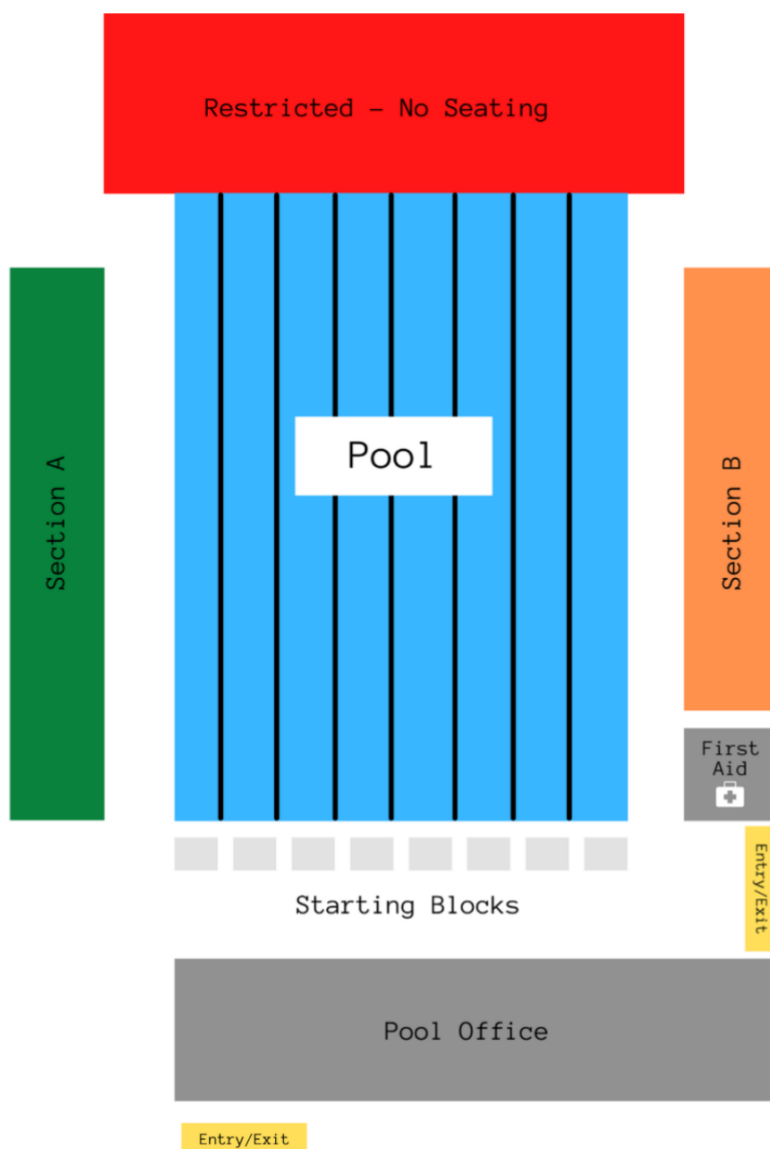 Restricted - No Seating
Pool
Section A
Section B
First
Aid
Entry/Exit
Starting Blocks
Pool Office
Entry/Exit